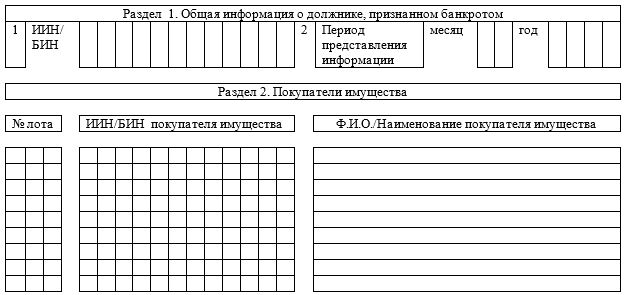 Раздел 1. Общая информация о должнике, признанном банкротом
1 ИИН/ 2 Период месяц год
БИН представления
информации
Раздел 2. Покупатели имущества
№ лота ИИН/БИН покупателя имущества Ф.И.О./Наименование покупателя имущества